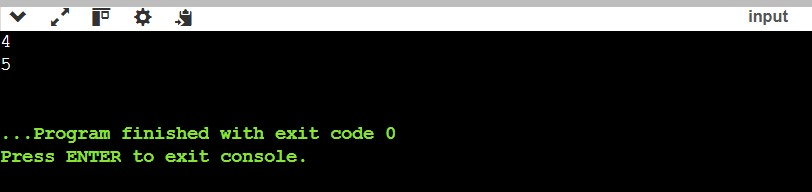 input
4
5
...Program finished with exit code 0
Press ENTER to exit console.